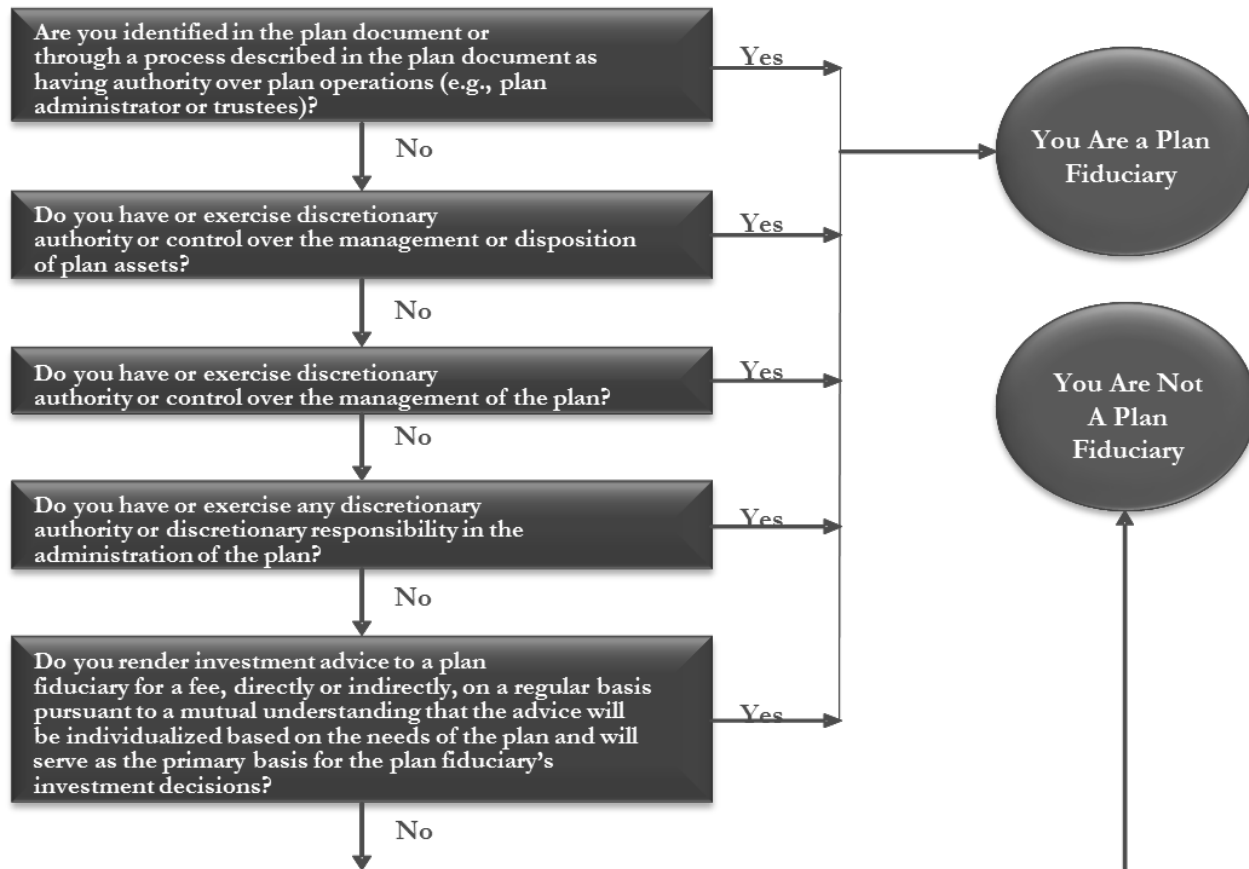 Are you identified in the plan document or
through a process described in the plan document as
having authority over plan operations (e.g., plan
administrator or trustees)?
Yes
No
You Are a Plan
Fiduciary
Do you have or exercise discretionary
authority or control over the management or disposition
of plan assets?
Yes
No
Do you have or exercise discretionary
authority or control over the management of the plan?
Yes
No
You Are Not
A Plan
Fiduciary
Do you have or exercise any discretionary
authority or discretionary responsibility in the
administration of the plan?
Yes
No
Do you render investment advice to a plan
fiduciary for a fee, directly or indirectly, on a regular basis
pursuant to a mutual understanding that the advice will
be individualized based on the needs of the plan and will
serve as the primary basis for the plan fiduciary’s
investment decisions?
Yes
No